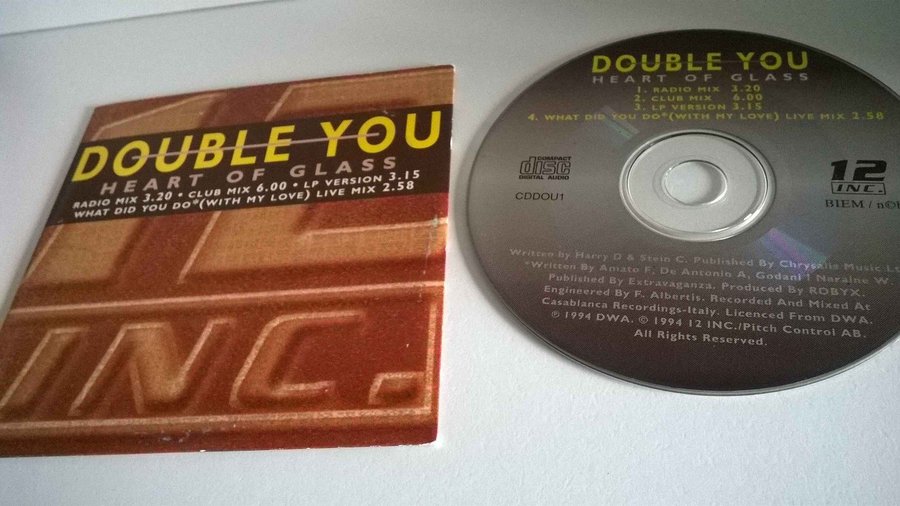 DOUBLE YOU
HEART OF GLASS
RADIO MIX 3.20 • CLUB MIX 6.00 • LP VERSION 3.15
WHAT DID YOU DO*(WITH MY LOVE) LIVE MIX 2.58
12
INC.
DOUBLE YOU
HEART OF GLASS
1. RADIO MIX 3.20
2. CLUB MIX 6.00
3. LP VERSION 3.15
4. WHAT DID YOU DO*(WITH MY LOVE) LIVE MIX 2.58
COMPACT
disc
DIGITAL AUDIO
CDDOU1
12
INC.
BIEM / n©
Written by Harry D & Stein C. Published By Chrysalis Music
*Written by Amato F, De Antonio A, Godani Naraine W
Published By Extravaganza. Produced By ROBYX.
Engineered By F. Albertis. Recorded And Mixed At
Casablanca Recordings-Italy. Licenced From DWA.
℗ 1994 DWA. © 1994 12 INC./Pitch Control AB.
All Rights Reserved.